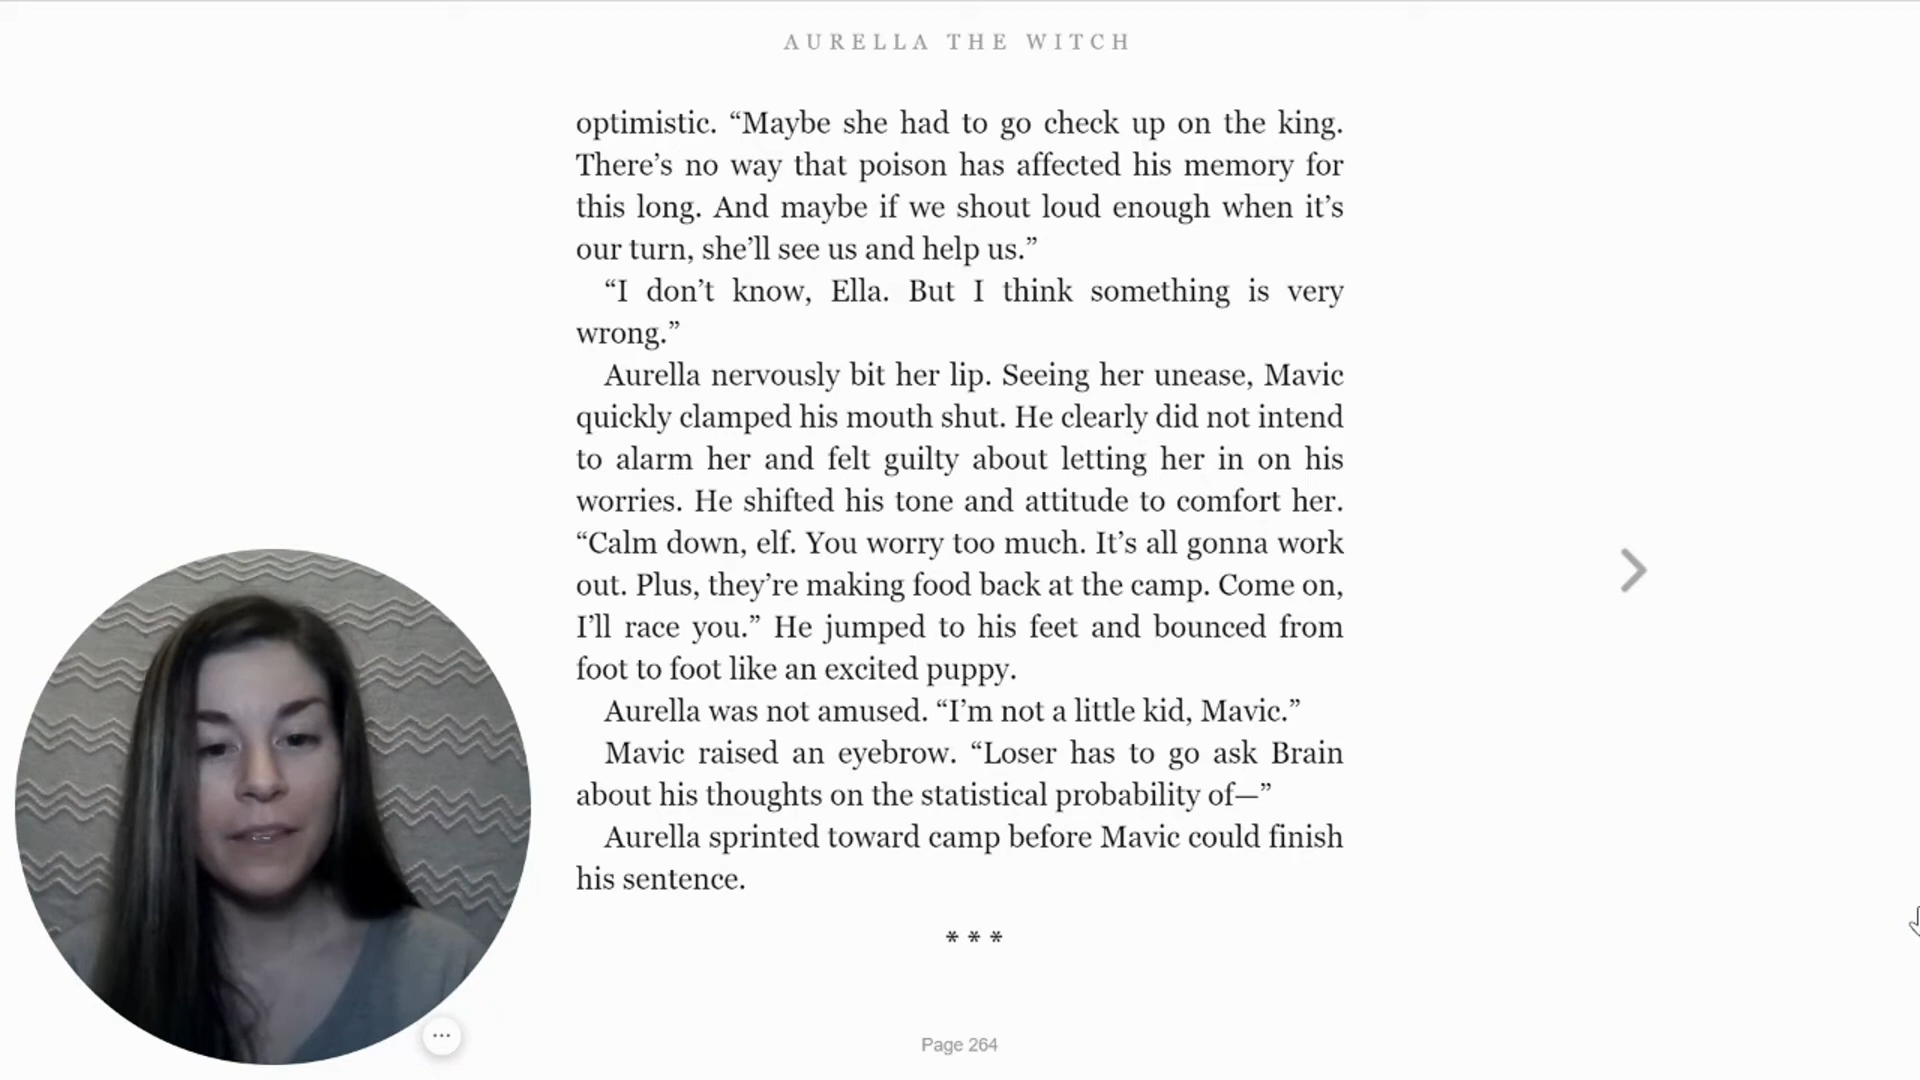 AURELLA THE WITCH
optimistic. “Maybe she had to go check up on the king.
There’s no way that poison has affected his memory for
this long. And maybe if we shout loud enough when it’s
our turn, she’ll see us and help us.”
“I don’t know, Ella. But I think something is very
wrong.”
Aurella nervously bit her lip. Seeing her unease, Mavic
quickly clamped his mouth shut. He clearly did not intend
to alarm her and felt guilty about letting her in on his
worries. He shifted his tone and attitude to comfort her.
“Calm down, elf. You worry too much. It’s all gonna work
out. Plus, they’re making food back at the camp. Come on,
I’ll race you.” He jumped to his feet and bounced from
foot to foot like an excited puppy.
Aurella was not amused. “I’m not a little kid, Mavic.”
Mavic raised an eyebrow. “Loser has to go ask Brain
about his thoughts on the statistical probability of—”
Aurella sprinted toward camp before Mavic could finish
his sentence.
* * *
Page 264